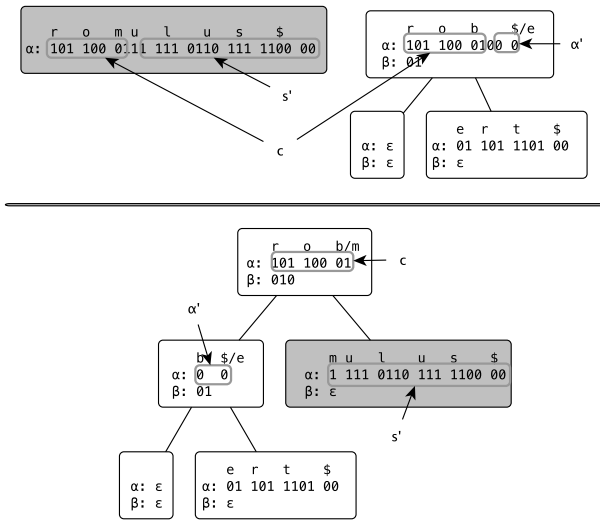 r o m u l u s $
α: 101 100 0111 111 0110 111 1100 00
r o b $/e
α: 101 100 0100 0
β: 01
α'
s'
c
α: ε
β: ε
e r t $
α: 01 101 1101 00
β: ε
r o b/m
α: 101 100 01
β: 010
c
α'
b $/e
α: 0 0
β: 01
m u l u s $
α: 1 111 0110 111 1100 00
β: ε
s'
α: ε
β: ε
e r t $
α: 01 101 1101 00
β: ε